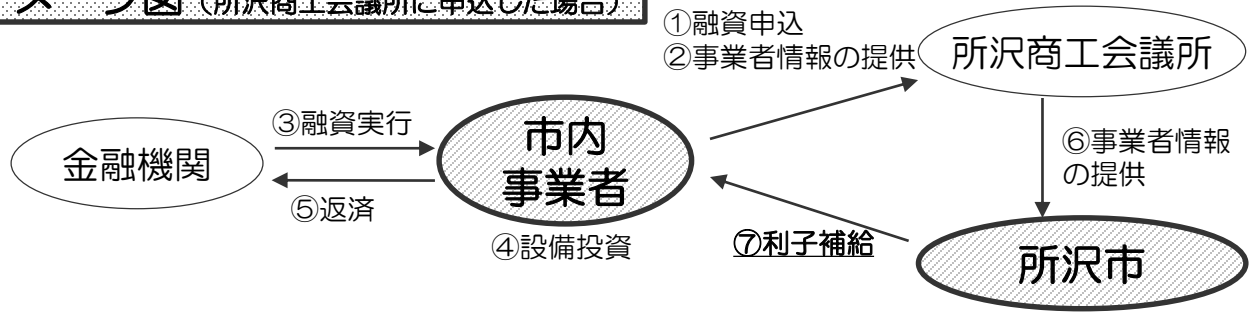 メージ図(所沢商工会議所に申込した場合)
①融資申込
②事業者情報の提供
所沢商工会議所
③融資実行
市内
事業者
金融機関
⑥事業者情報
の提供
⑤返済
④設備投資
⑦利子補給
所沢市